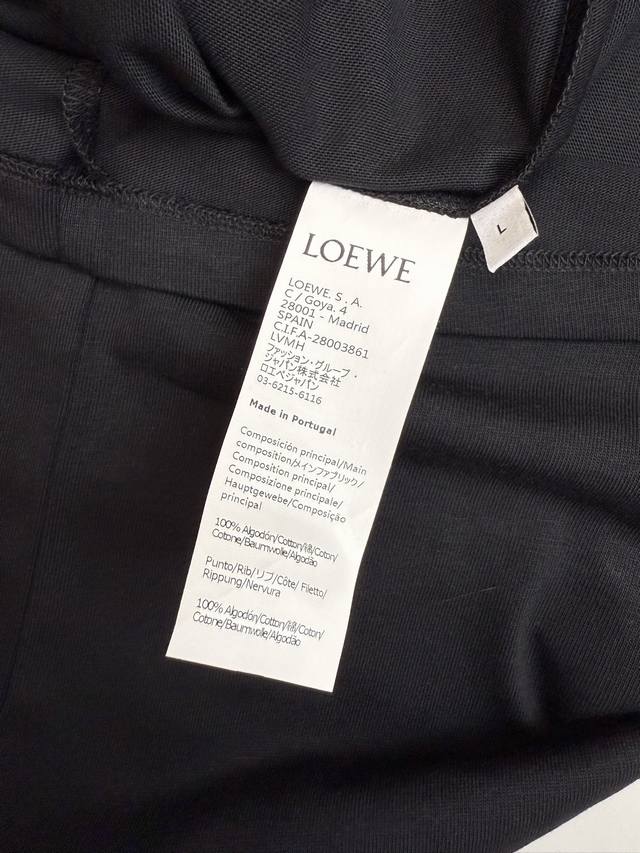 LOEWE
L
LOEWE. S . A.
C / Goya. 4
28001 - Madrid
SPAIN
C.I.F.A-28003861
LVMH
ファッション・グループ・
ジャパン株式会社
ロエベジャパン
03-6215-6116
Made in Portugal
Composición principal/Main
composition/メインファブリック/
Composition principal/
Composizione principale/
Hauptgewebe/Composição
principal
100% Algodón/Cotton/綿/Coton/
Cotone/Baumwolle/Algodão
Punto/Rib/リブ/Côte/ Filetto/
Rippung/Nervura
100% Algodón/Cotton/綿/Coton/
Cotone/Baumwolle/Algodão